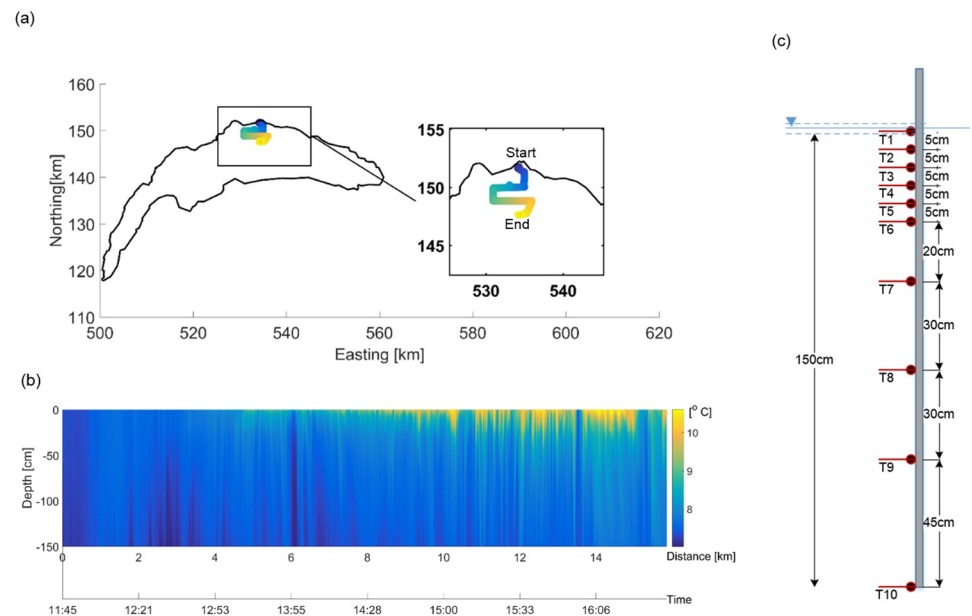 (a)
160
150
140
130
120
110
Northing[km]
500
520
540
560
580
600
620
Easting [km]
155
150
145
Start
End
530
540
(b)
0
-50
-100
-150
Depth [cm]
0 2 4 6 8 10 12 14 Distance [km]
[° C]
10
9
8
11:45 12:21 12:53 13:55 14:28 15:00 15:33 16:06
Time
(c)
T1
5cm
T2
5cm
T3
5cm
T4
5cm
T5
5cm
T6
20cm
T7
30cm
150cm
T8
30cm
T9
45cm
T10